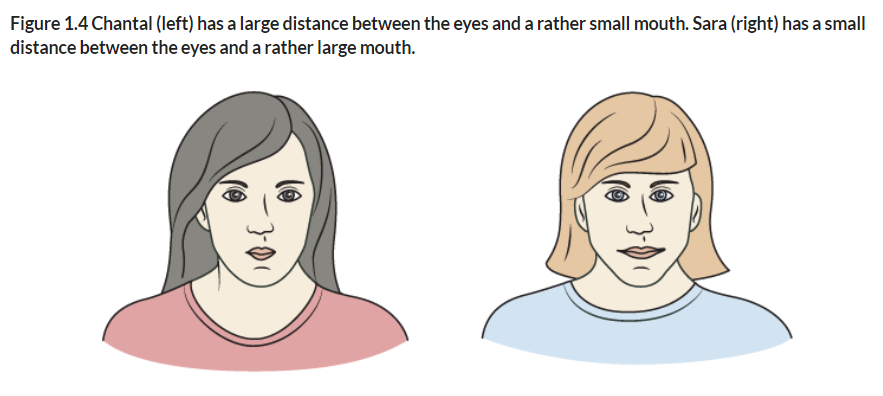 Figure 1.4 Chantal (left) has a large distance between the eyes and a rather small mouth. Sara (right) has a small
distance between the eyes and a rather large mouth.